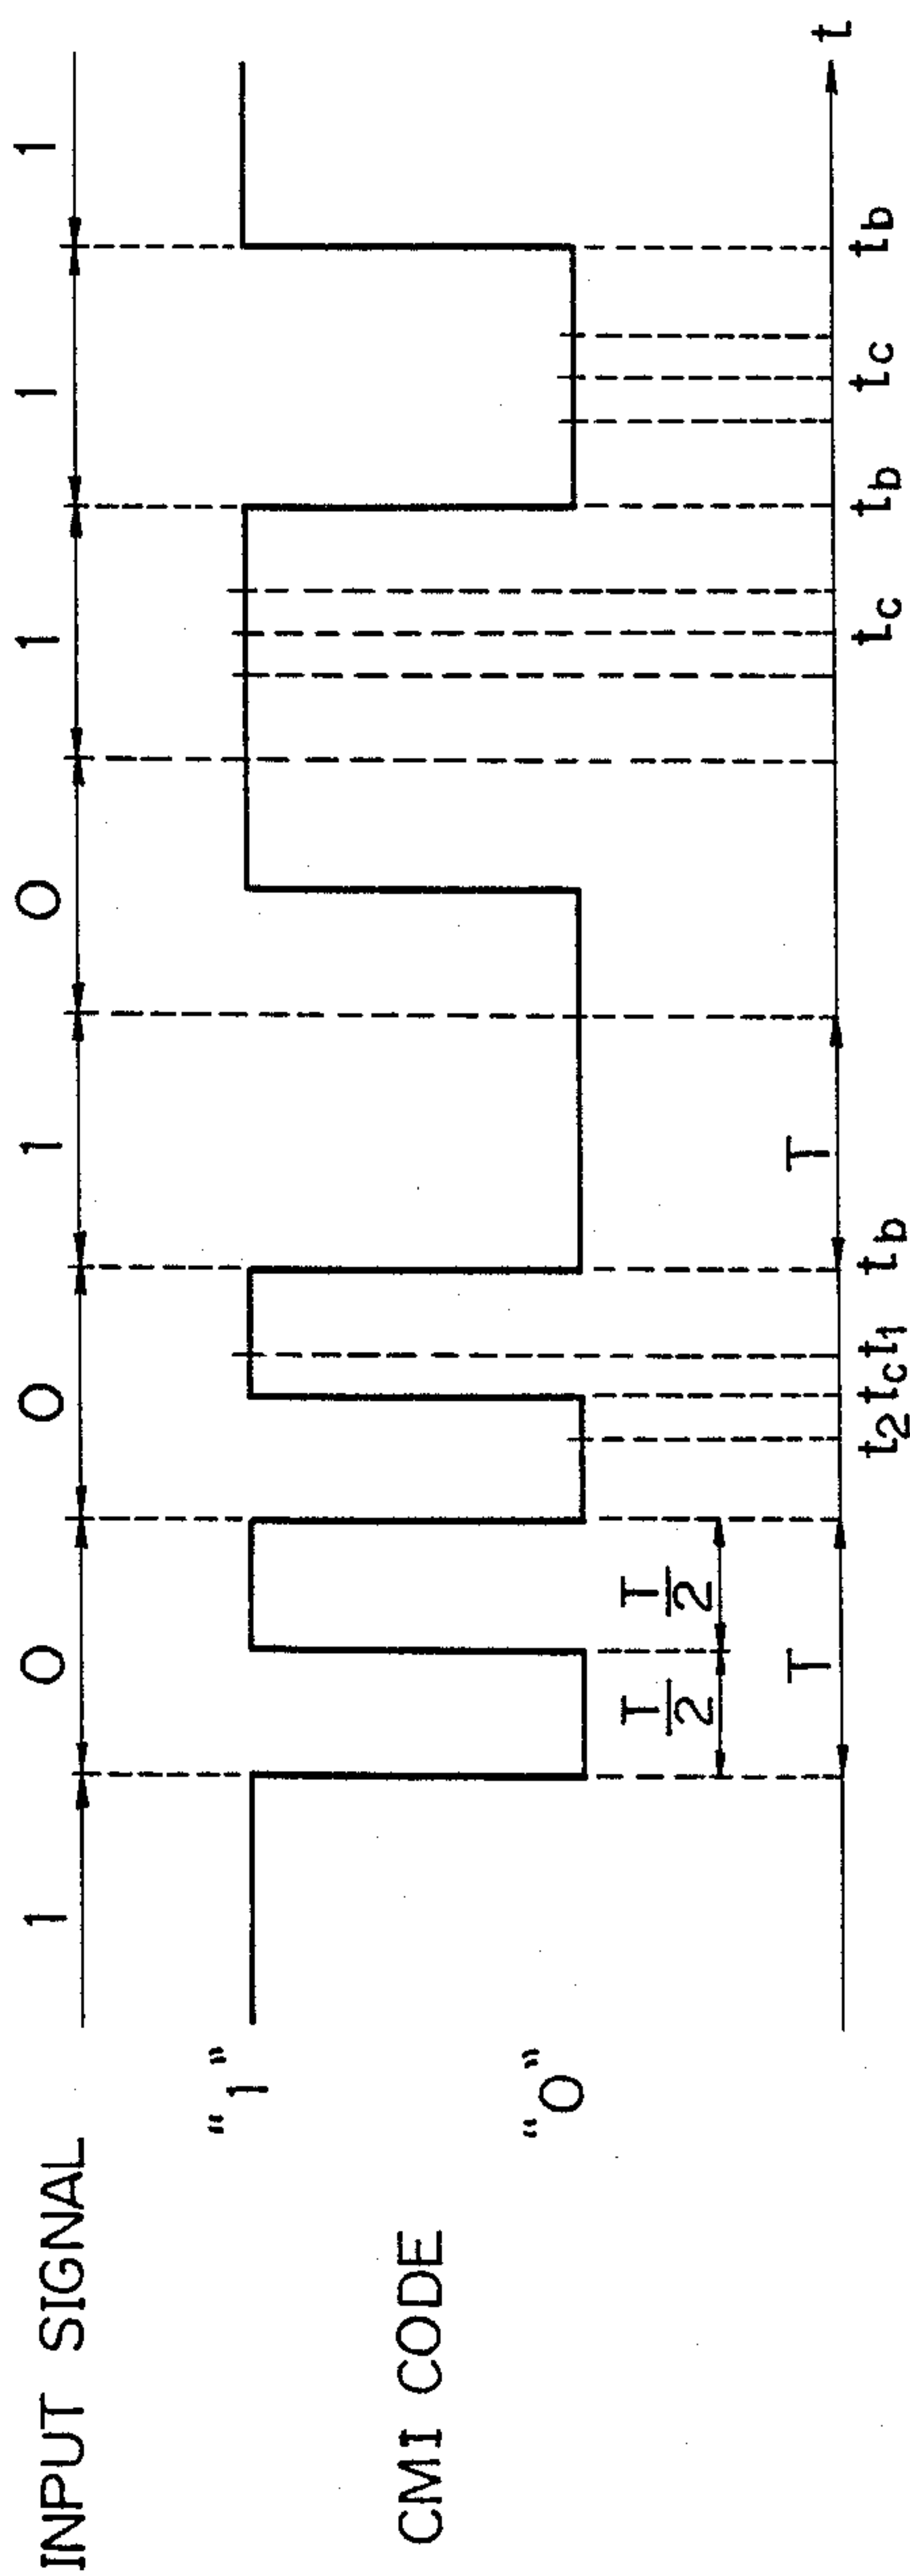 INPUT SIGNAL 1 0 0 1 0 1 1 1
"1"
CMI CODE
"0"
T/2 T/2
T T t
t2 tc t1 tb tc tb tc tb